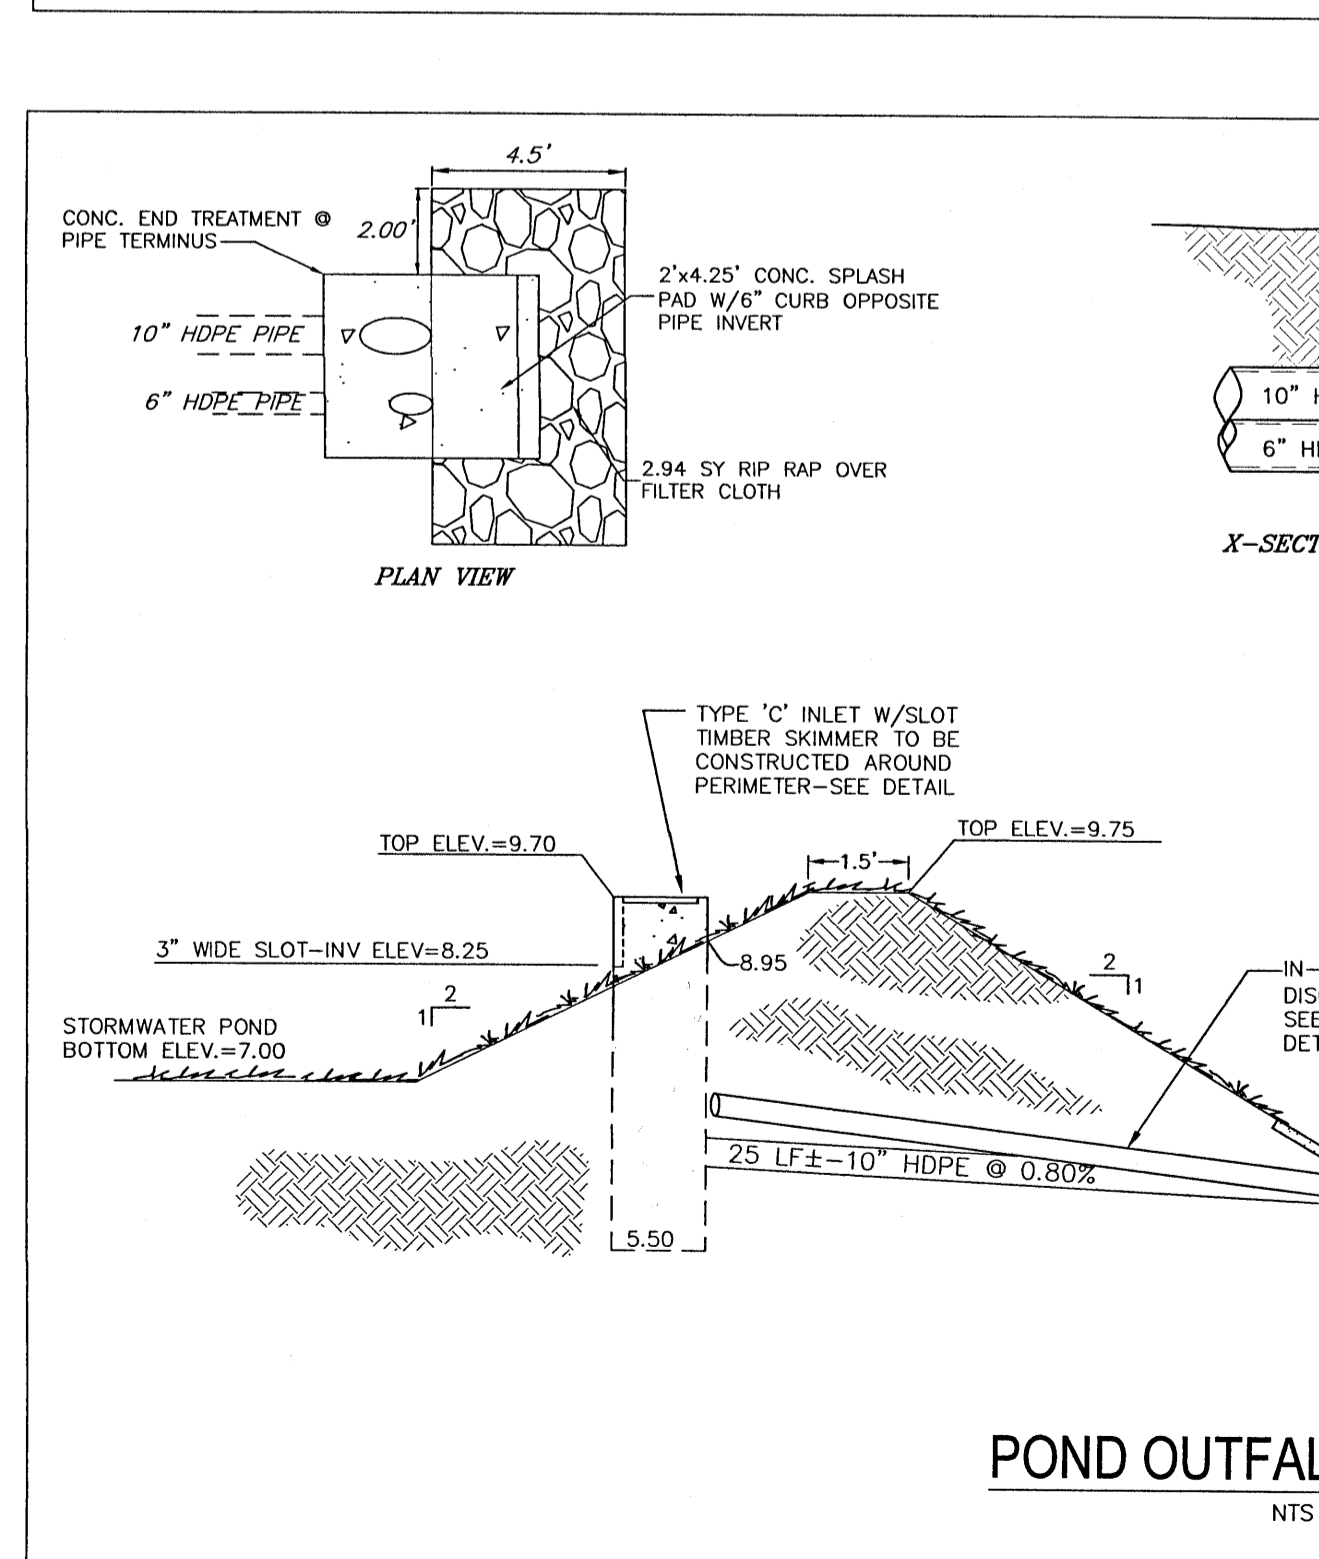 4.5'
CONC. END TREATMENT @
PIPE TERMINUS
2.00'
2'x4.25' CONC. SPLASH
PAD W/6" CURB OPPOSITE
PIPE INVERT
10" HDPE PIPE
6" HDPE PIPE
2.94 SY RIP RAP OVER
FILTER CLOTH
PLAN VIEW
10"
6"
TYPE 'C' INLET W/SLOT
TIMBER SKIMMER TO BE
CONSTRUCTED AROUND
PERIMETER-SEE DETAIL
TOP ELEV.=9.70
TOP ELEV.=9.75
1.5'
3" WIDE SLOT-INV ELEV=8.25
8.95
2
1
2
1
STORMWATER POND
BOTTOM ELEV.=7.00
25 LF±-10" HDPE @ 0.80%
5.50
POND
NTS